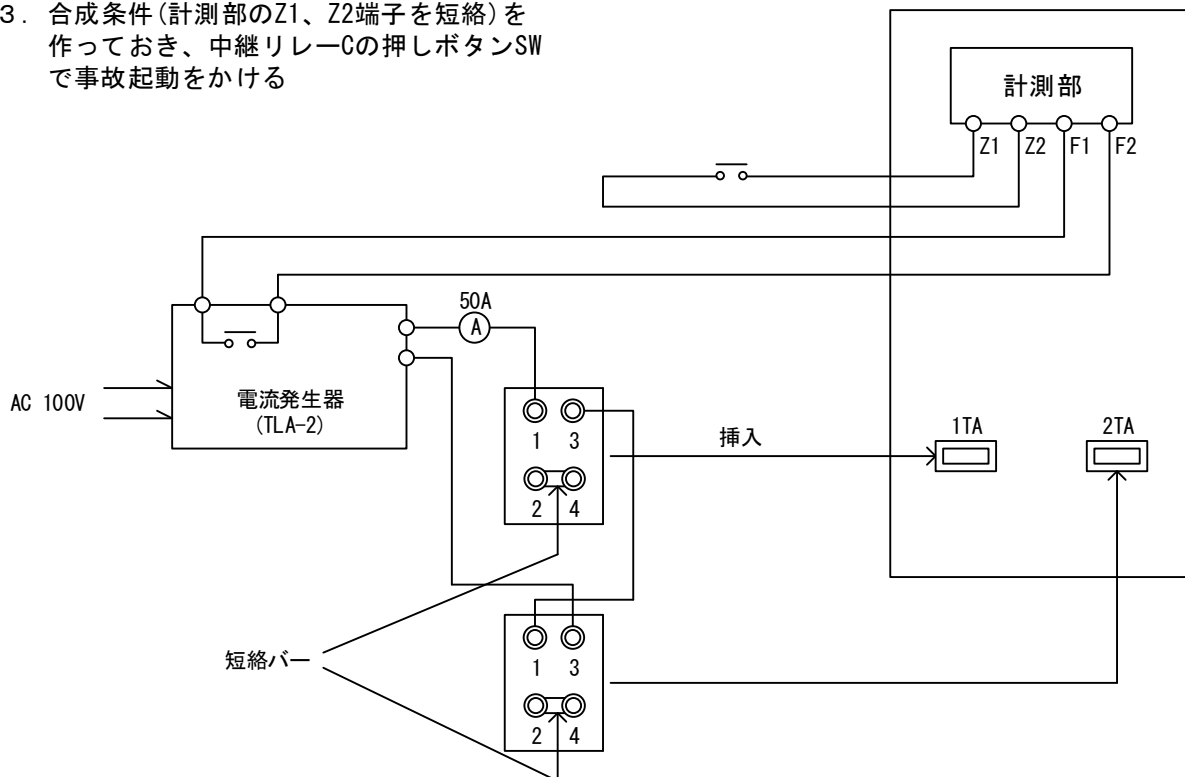 3. 合成条件(計測部のZ1、Z2端子を短絡)を
作っておき、中継リレーCの押しボタンSW
で事故起動をかける
計測部
Z1 Z2 F1 F2
50A
A
AC 100V
電流発生器
(TLA-2)
1 3
2 4
挿入
1TA 2TA
短絡バー
1 3
2 4